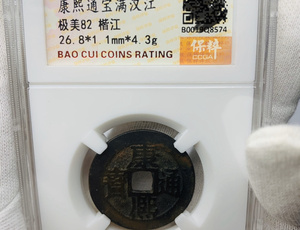 康熙通宝满汉江
极美82 楷江
26.8*1.1mm*4.3g
BAO CUI COINS RATING
保粹
CCGA
康熙通寶